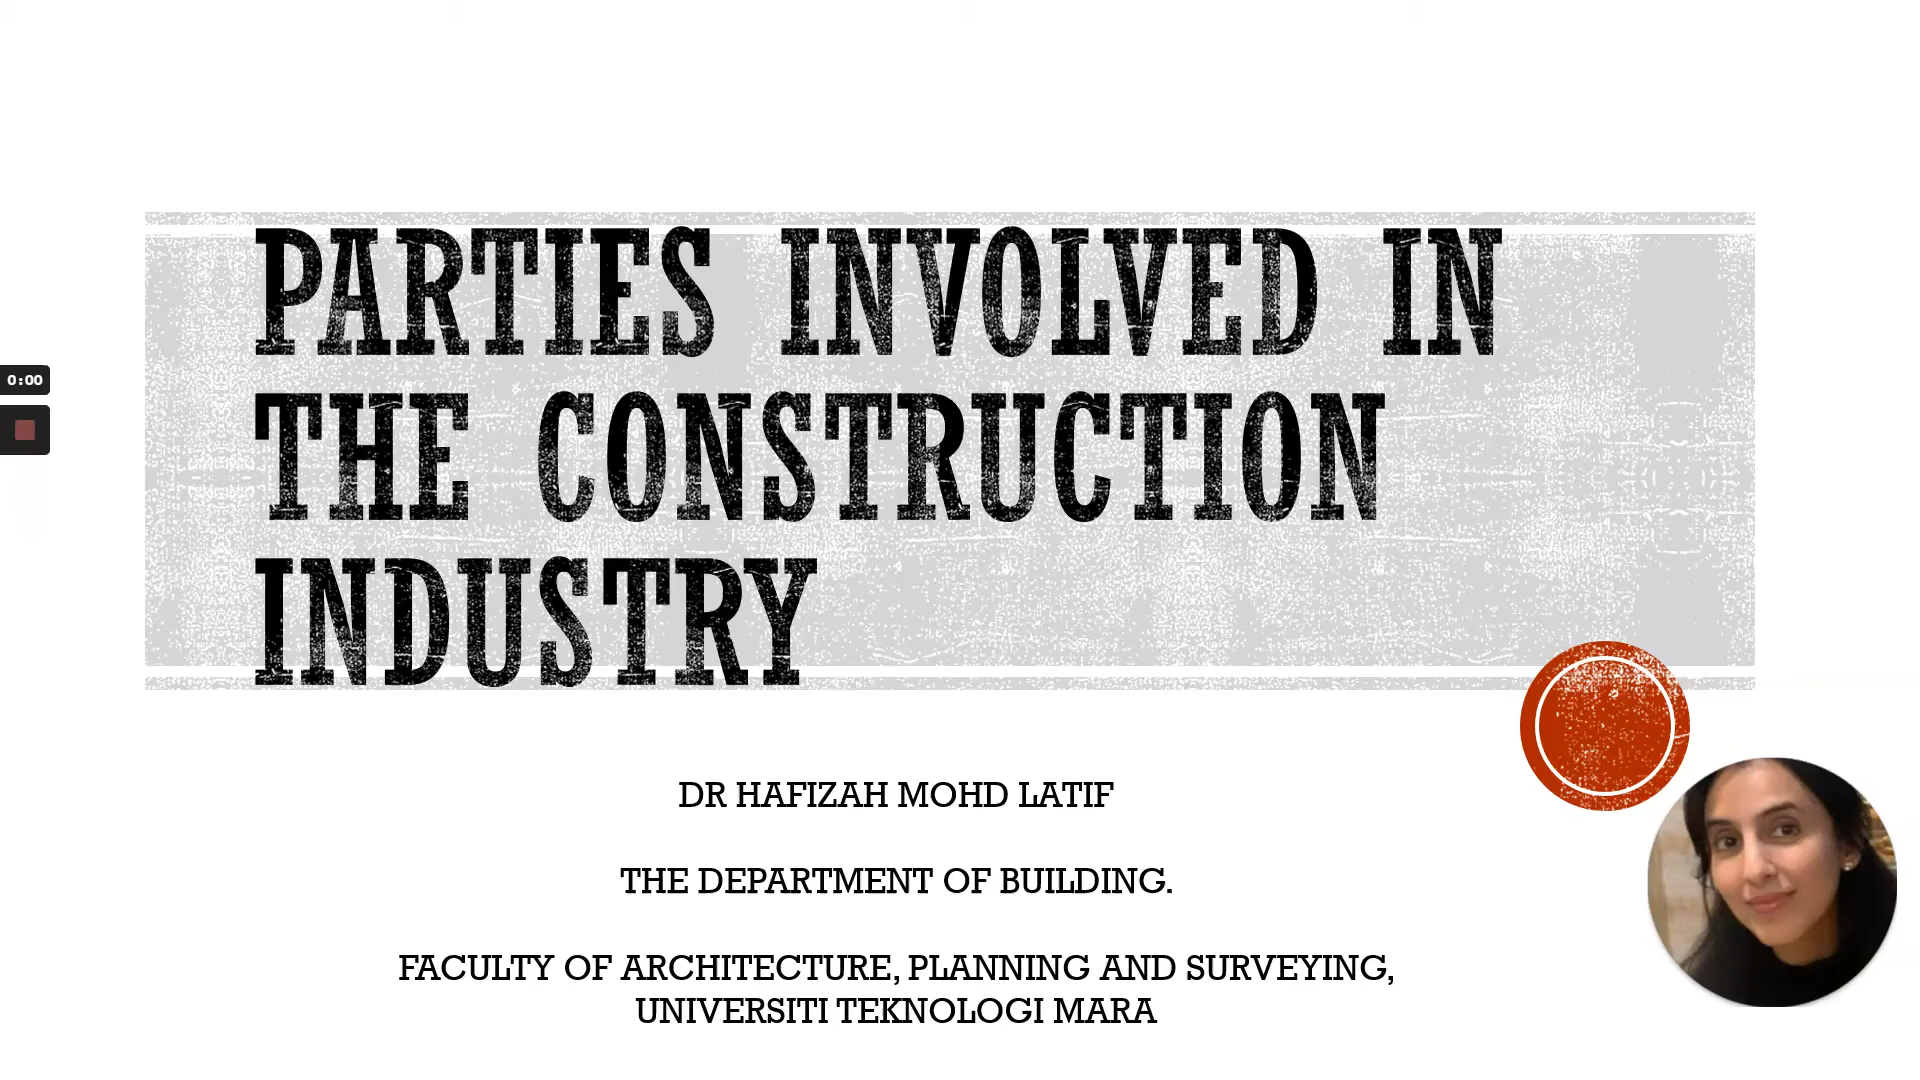 PARTIES INVOLVED IN
THE CONSTRUCTION
INDUSTRY
0:00
DR HAFIZAH MOHD LATIF
THE DEPARTMENT OF BUILDING.
FACULTY OF ARCHITECTURE, PLANNING AND SURVEYING,
UNIVERSITI TEKNOLOGI MARA